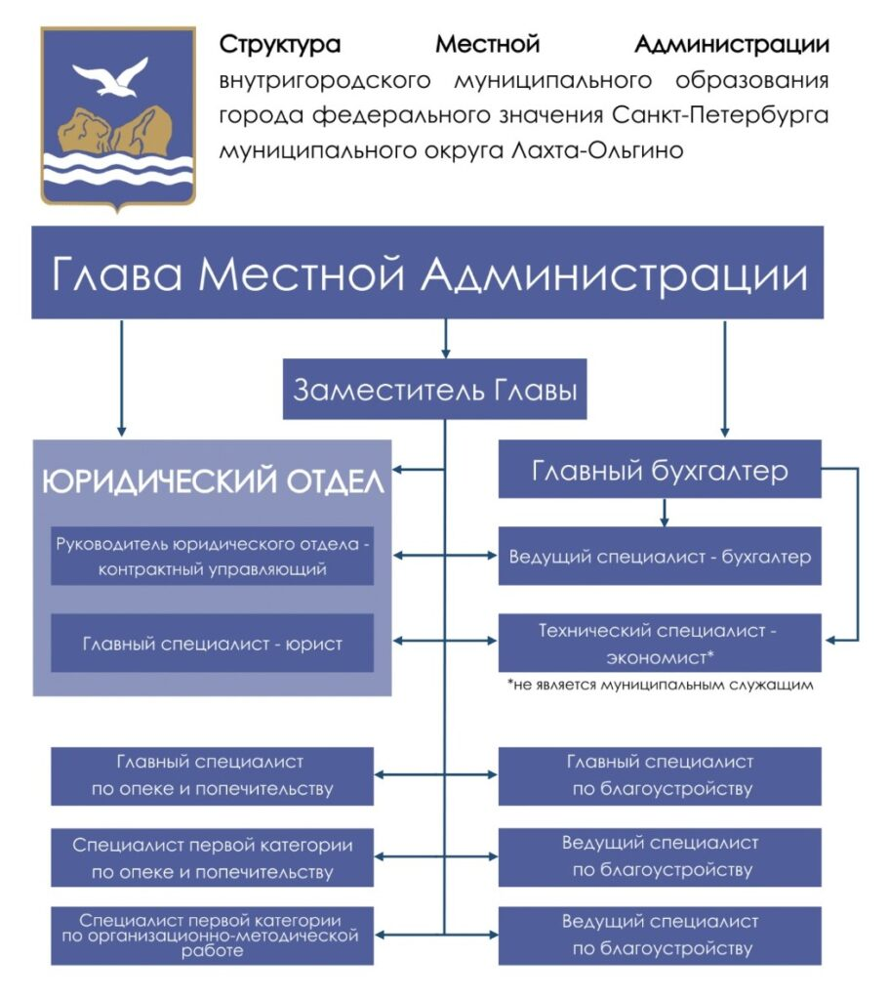 Структура Местной Администрации
внутригородского муниципального образования
города федерального значения Санкт-Петербурга
муниципального округа Лахта-Ольгино
Глава Местной Администрации
Заместитель Главы
ЮРИДИЧЕСКИЙ ОТДЕЛ
Руководитель юридического отдела -
контрактный управляющий
Главный специалист - юрист
Главный бухгалтер
Ведущий специалист - бухгалтер
Технический специалист -
экономист*
*не является муниципальным служащим
Главный специалист
по опеке и попечительству
Главный специалист
по благоустройству
Специалист первой категории
по опеке и попечительству
Ведущий специалист
по благоустройству
Специалист первой категории
по организационно-методической
работе
Ведущий специалист
по благоустройству